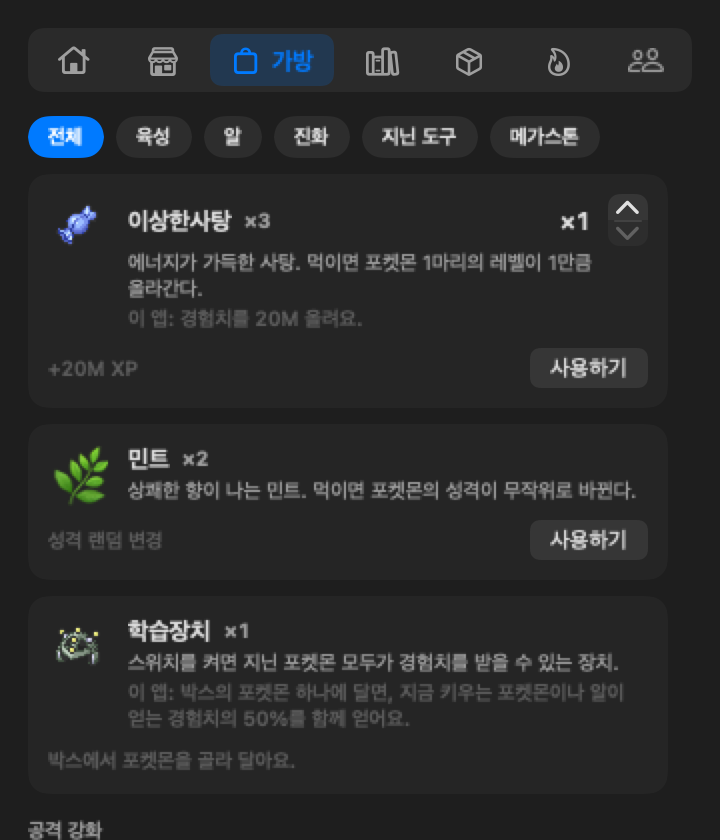 가방
전체 육성 알 진화 지닌 도구 메가스톤
이상한사탕 ×3 ×1
에너지가 가득한 사탕. 먹이면 포켓몬 1마리의 레벨이 1만큼
올라간다.
이 앱: 경험치를 20M 올려요.
+20M XP 사용하기
민트 ×2
상쾌한 향이 나는 민트. 먹이면 포켓몬의 성격이 무작위로 바뀐다.
성격 랜덤 변경 사용하기
학습장치 ×1
스위치를 켜면 지닌 포켓몬 모두가 경험치를 받을 수 있는 장치.
이 앱: 박스의 포켓몬 하나에 달면, 지금 키우는 포켓몬이나 알이
얻는 경험치의 50%를 함께 얻어요.
박스에서 포켓몬을 골라 달아요.
공격 강화